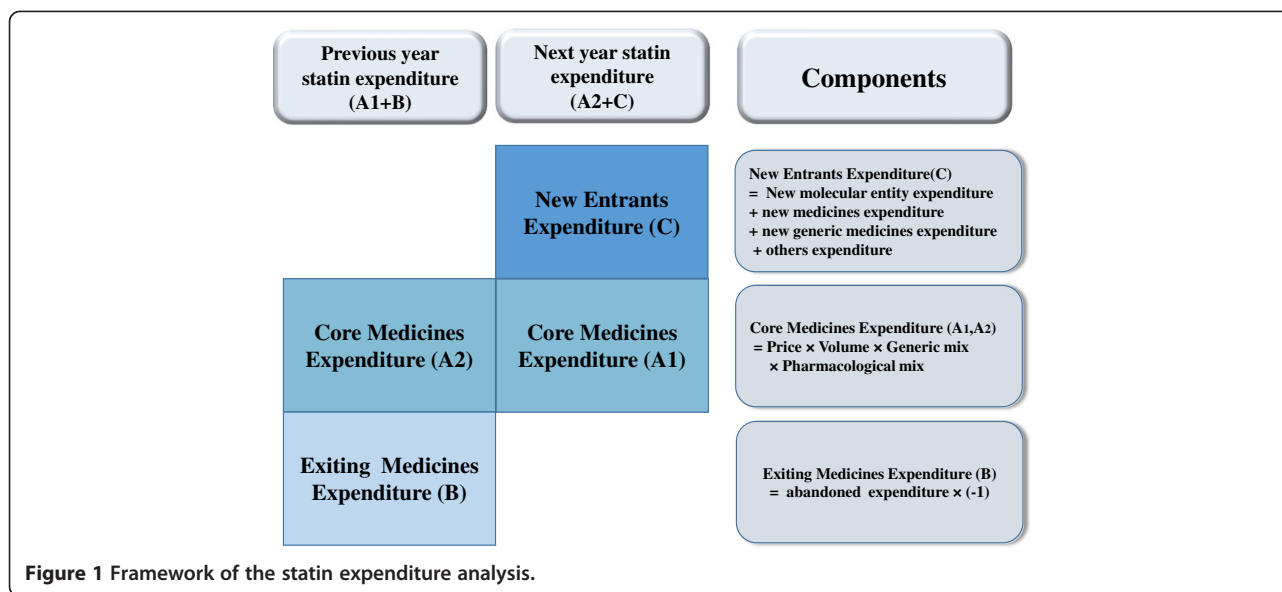 Previous year
statin expenditure
(A1+B)
Next year statin
expenditure
(A2+C)
Components
New Entrants
Expenditure (C)
New Entrants Expenditure(C)
= New molecular entity expenditure
+ new medicines expenditure
+ new generic medicines expenditure
+ others expenditure
Core Medicines
Expenditure (A2)
Core Medicines
Expenditure (A1)
Core Medicines Expenditure (A1,A2)
= Price × Volume × Generic mix
× Pharmacological mix
Exiting Medicines
Expenditure (B)
Exiting Medicines Expenditure (B)
= abandoned expenditure × (-1)
Figure 1 Framework of the statin expenditure analysis.